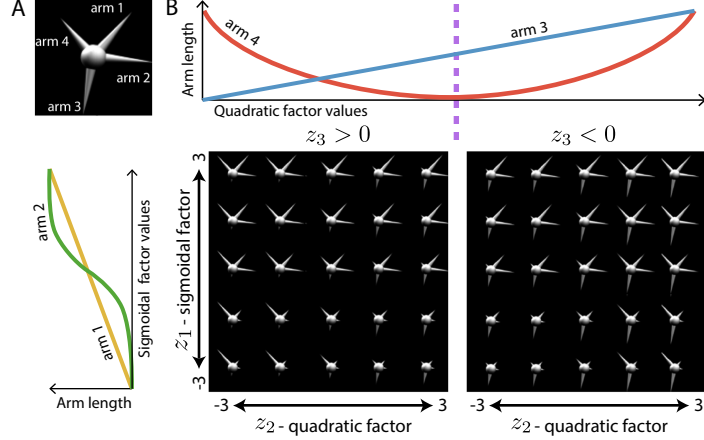 A
arm 1
arm 4
arm 2
arm 3
B
Arm length
arm 4
arm 3
Quadratic factor values
z₃ > 0
z₃ < 0
arm 2
arm 1
Sigmoidal factor values
Arm length
3
z₁ - sigmoidal factor
-3
-3
3
z₂ - quadratic factor
-3
3
z₂ - quadratic factor